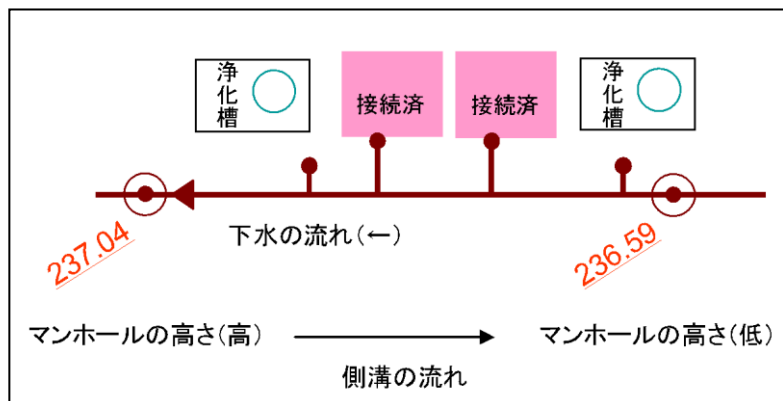 浄化槽
接続済
接続済
浄化槽
下水の流れ(←)
237.04
236.59
マンホールの高さ(高)
マンホールの高さ(低)
側溝の流れ